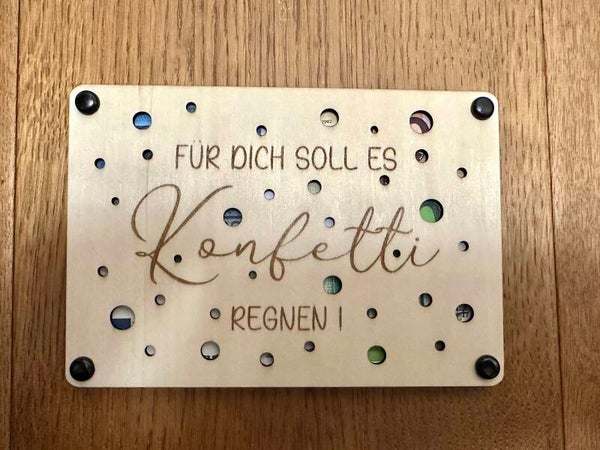 FÜR DICH SOLL ES
Konfetti
REGNEN !